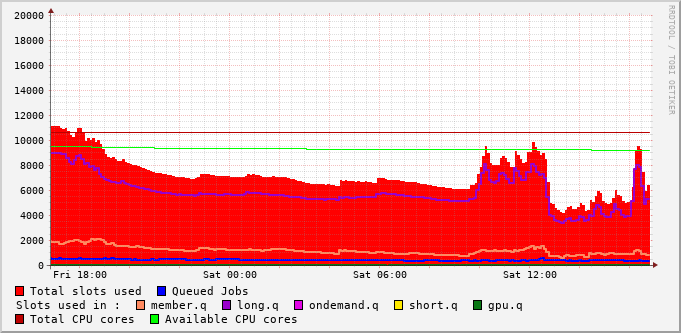 20000
18000
16000
14000
12000
10000
8000
6000
4000
2000
0
Fri 18:00 Sat 00:00 Sat 06:00 Sat 12:00
RRDTOOL / TOBI OETIKER
Total slots used Queued Jobs
Slots used in : member.q long.q ondemand.q short.q gpu.q
Total CPU cores Available CPU cores